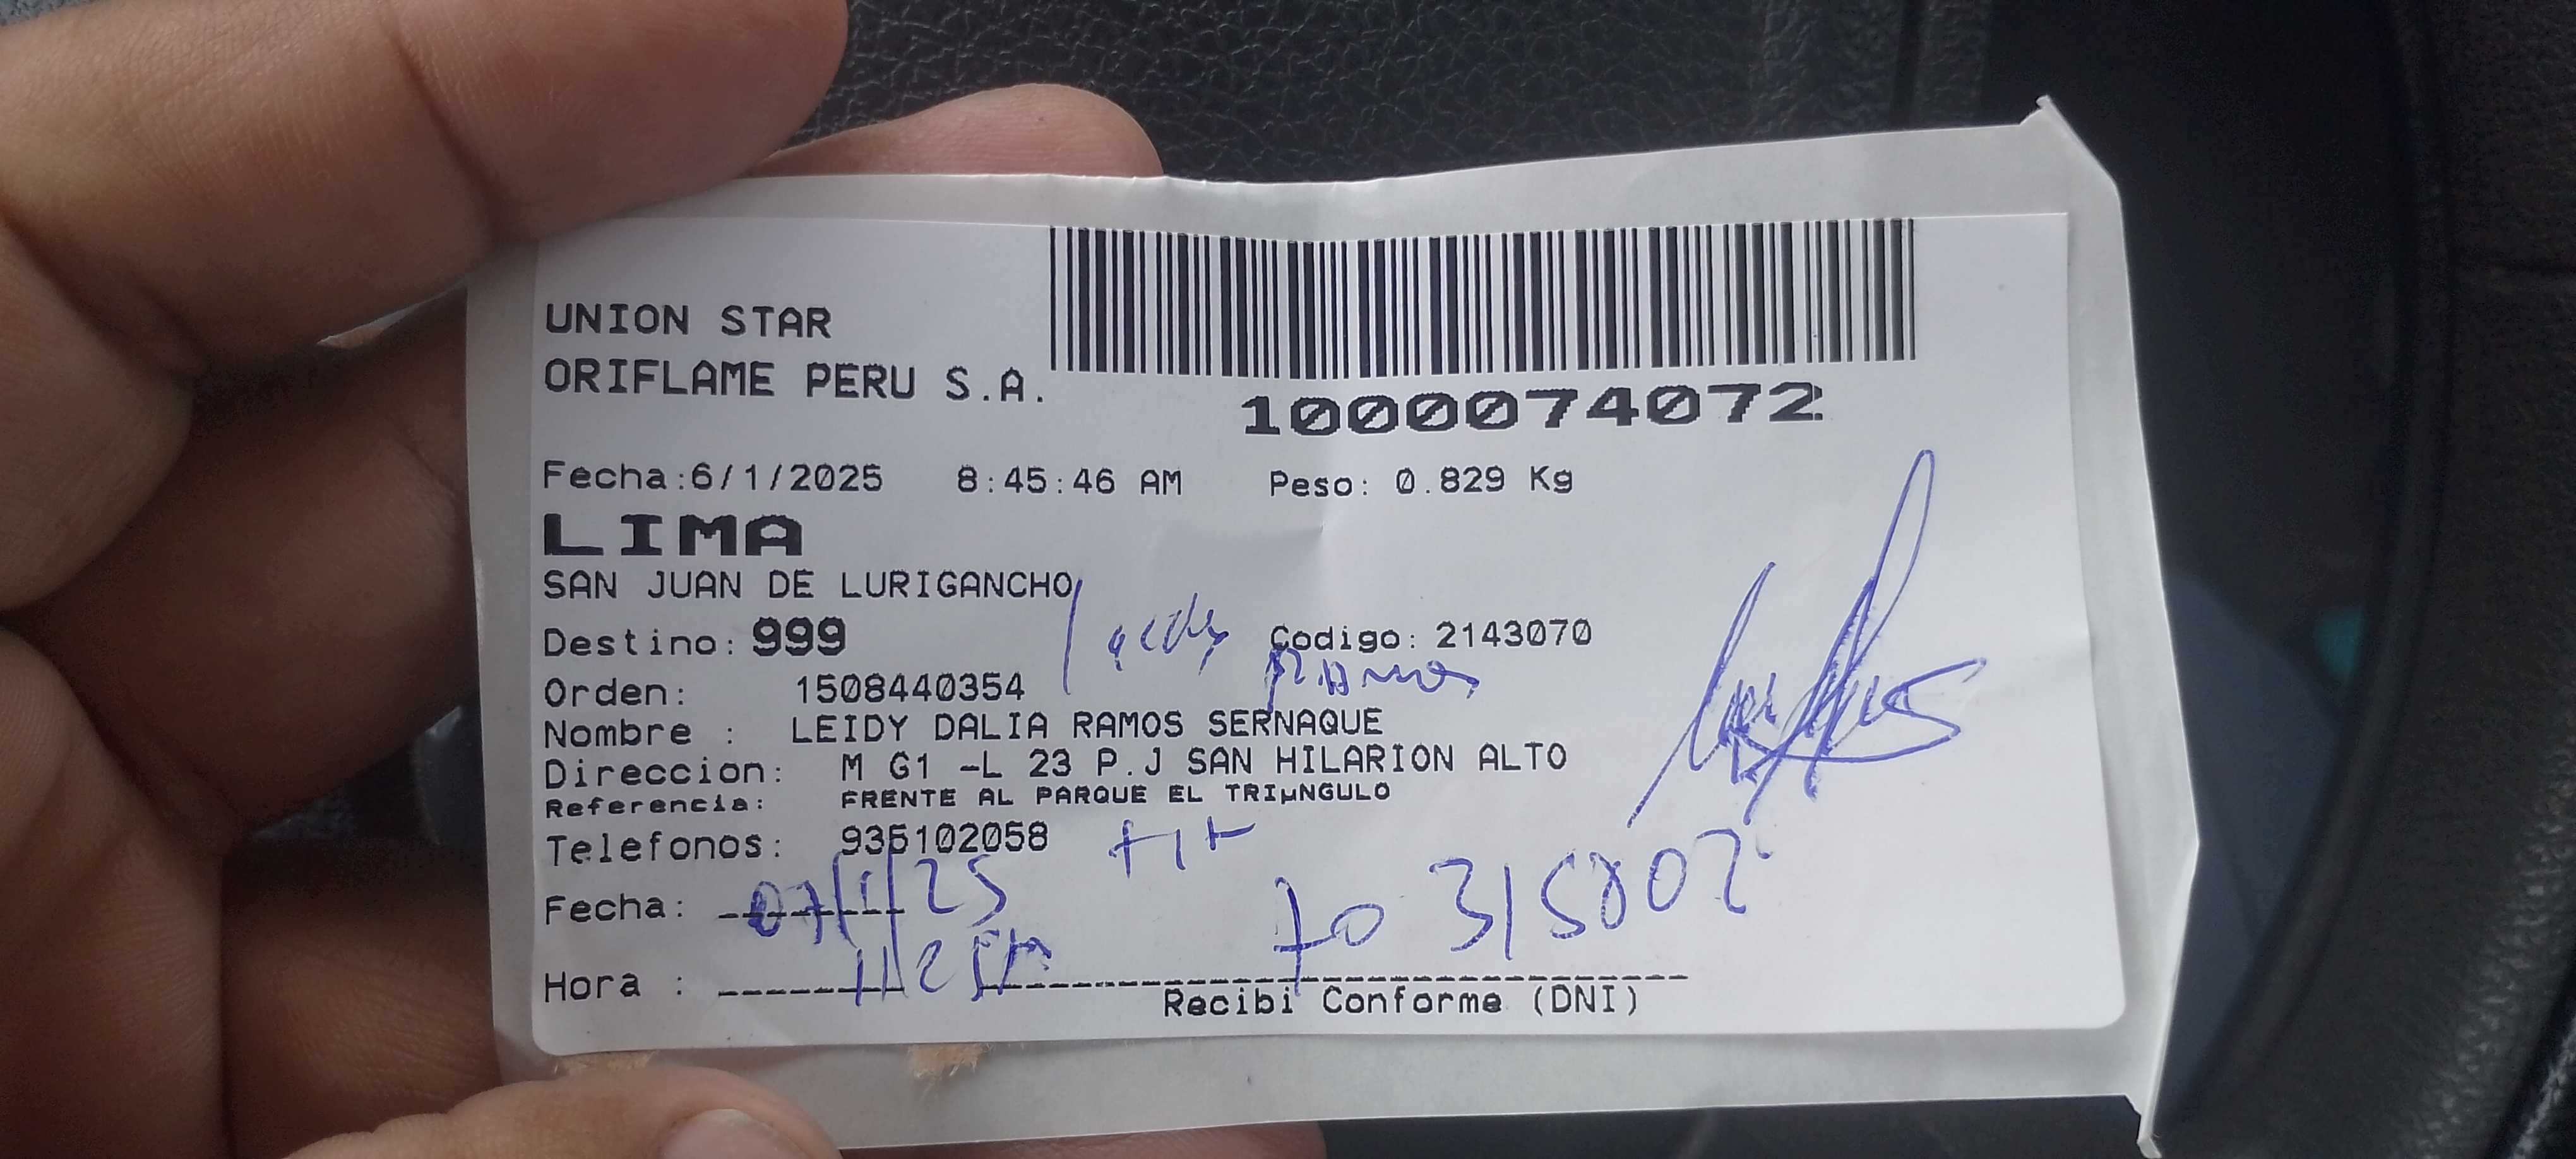 UNION STAR
ORIFLAME PERU S.A.
1000074072
Fecha:6/1/2025 8:45:46 AM Peso: 0.829 Kg
LIMA
SAN JUAN DE LURIGANCHO
Destino: 999 Codigo: 2143070
Ramos
Orden: 1508440354
Nombre : LEIDY DALIA RAMOS SERNAQUE
Direccion: M G1 -L 23 P.J SAN HILARION ALTO
Referencia: FRENTE AL PARQUE EL TRIµNGULO
Telefonos: 935102058
Fecha: 07/1/25
Hora :
Recibi Conforme (DNI)